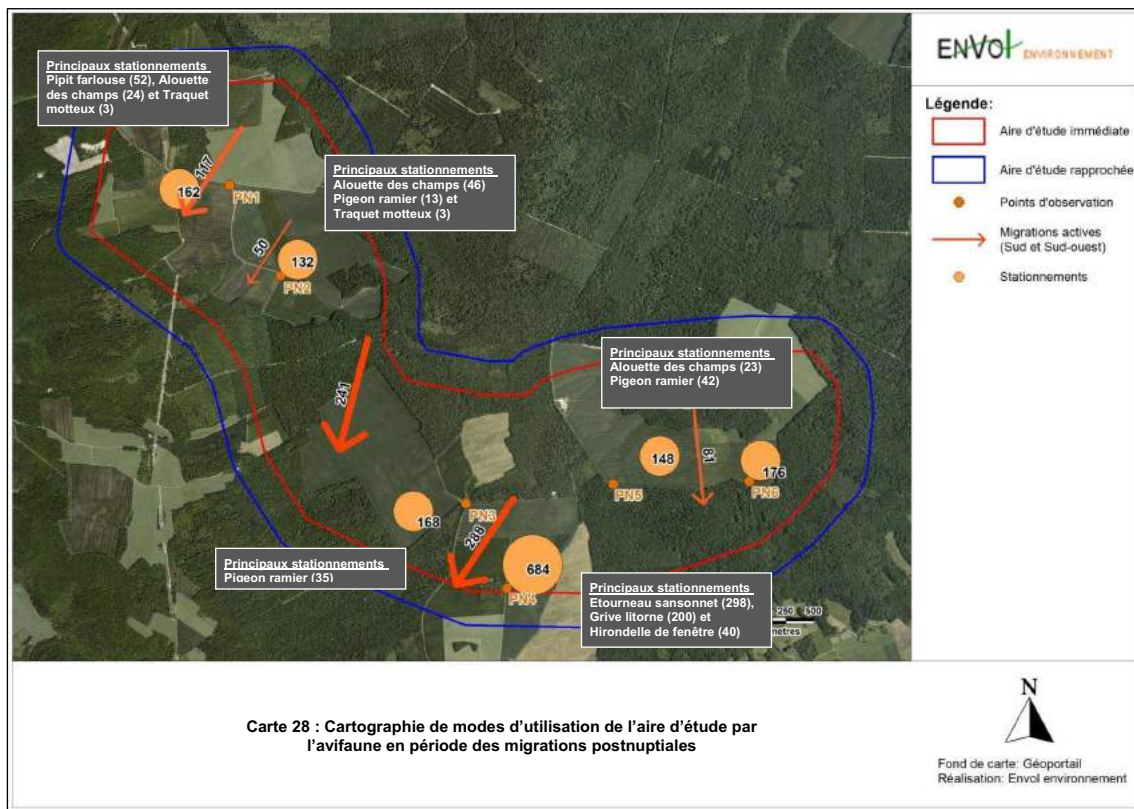 Principaux stationnements
Pipit farlouse (52), Alouette
des champs (24) et Traquet
motteux (3)
117
162
PN1
Principaux stationnements
Alouette des champs (46)
Pigeon ramier (13) et
Traquet motteux (3)
50
132
PN2
241
Principaux stationnements
Alouette des champs (23)
Pigeon ramier (42)
148
61
176
PN5
PN6
168
PN3
288
684
PN4
Principaux stationnements
Pigeon ramier (35)
Principaux stationnements
Etourneau sansonnet (298),
Grive litorne (200) et
Hirondelle de fenêtre (40)
ENVOL ENVIRONNEMENT
Légende:
Aire d'étude immédiate
Aire d'étude rapprochée
Points d'observation
Migrations actives
(Sud et Sud-ouest)
Stationnements
Carte 28 : Cartographie de modes d'utilisation de l'aire d'étude par
l'avifaune en période des migrations postnuptiales
N
Fond de carte: Géoportail
Réalisation: Envol environnement